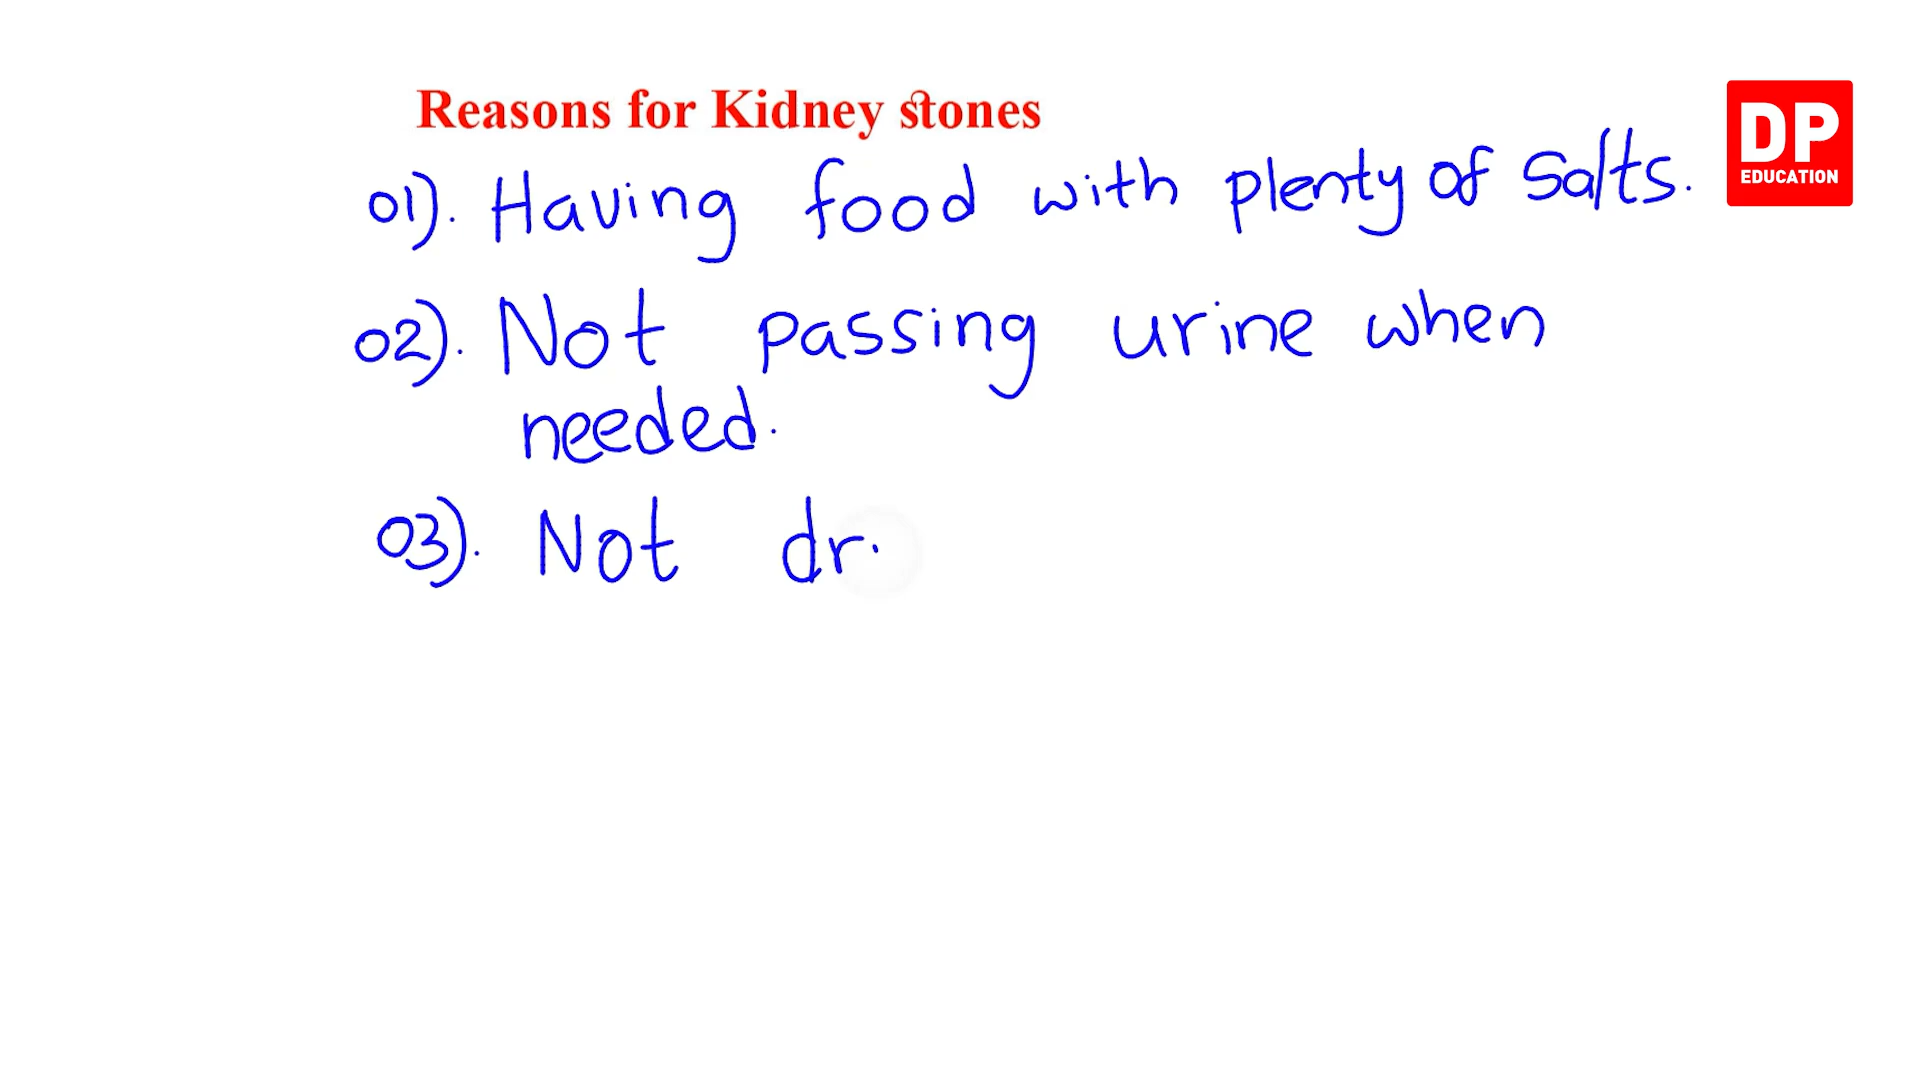 Reasons for Kidney stones
DP
EDUCATION
01). Having food with plenty of Salts.
02). Not passing urine when
needed.
03). Not dr